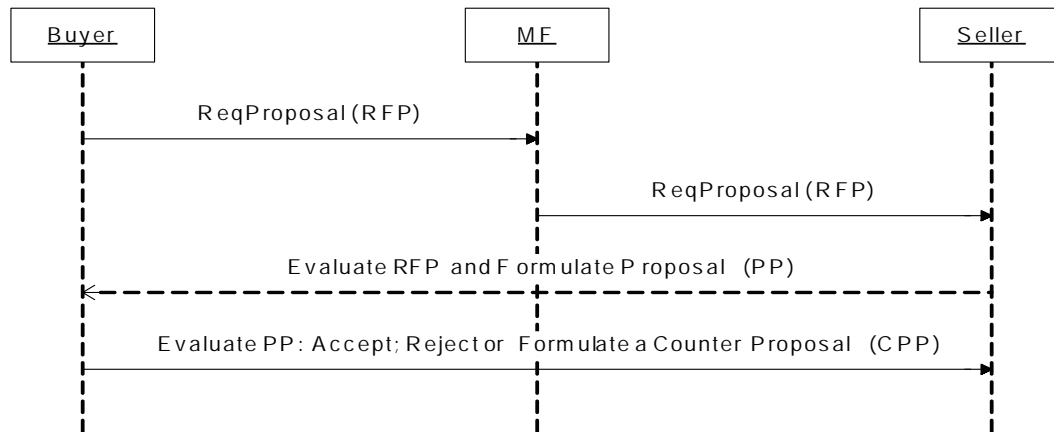 Buyer
MF
Seller
ReqProposal (RFP)
ReqProposal (RFP)
Evaluate RFP and Formulate Proposal (PP)
Evaluate PP: Accept; Reject or Formulate a Counter Proposal (CPP)